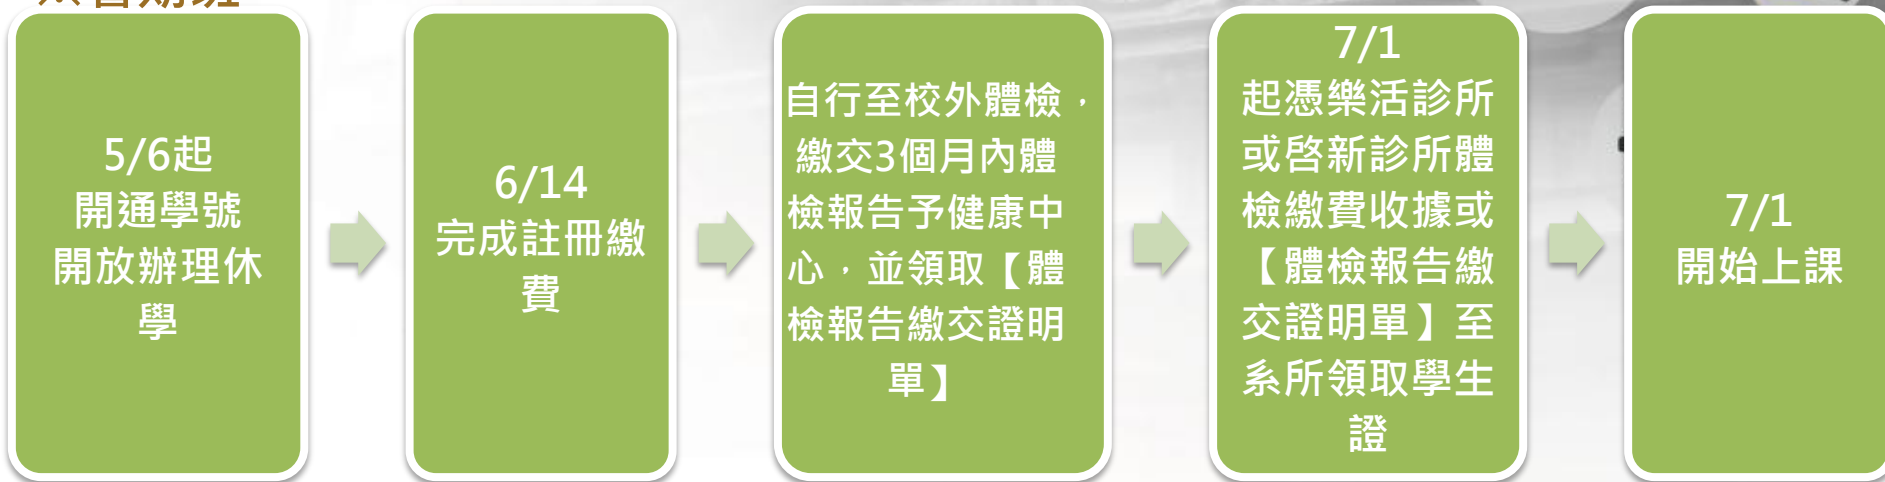 ※暑期班
5/6起
開通學號
開放辦理休
學
6/14
完成註冊繳
費
自行至校外體檢，
繳交3個月內體
檢報告予健康中
心，並領取【體
檢報告繳交證明
單】
7/1
起憑樂活診所
或啓新診所體
檢繳費收據或
【體檢報告繳
交證明單】至
系所領取學生
證
7/1
開始上課